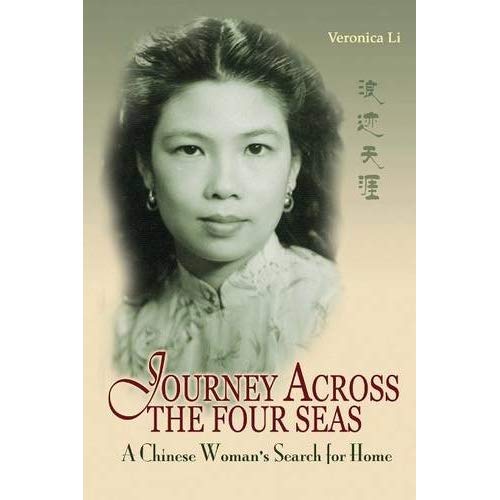 Veronica Li
浪迹天涯
JOURNEY ACROSS
THE FOUR SEAS
A Chinese Woman's Search for Home